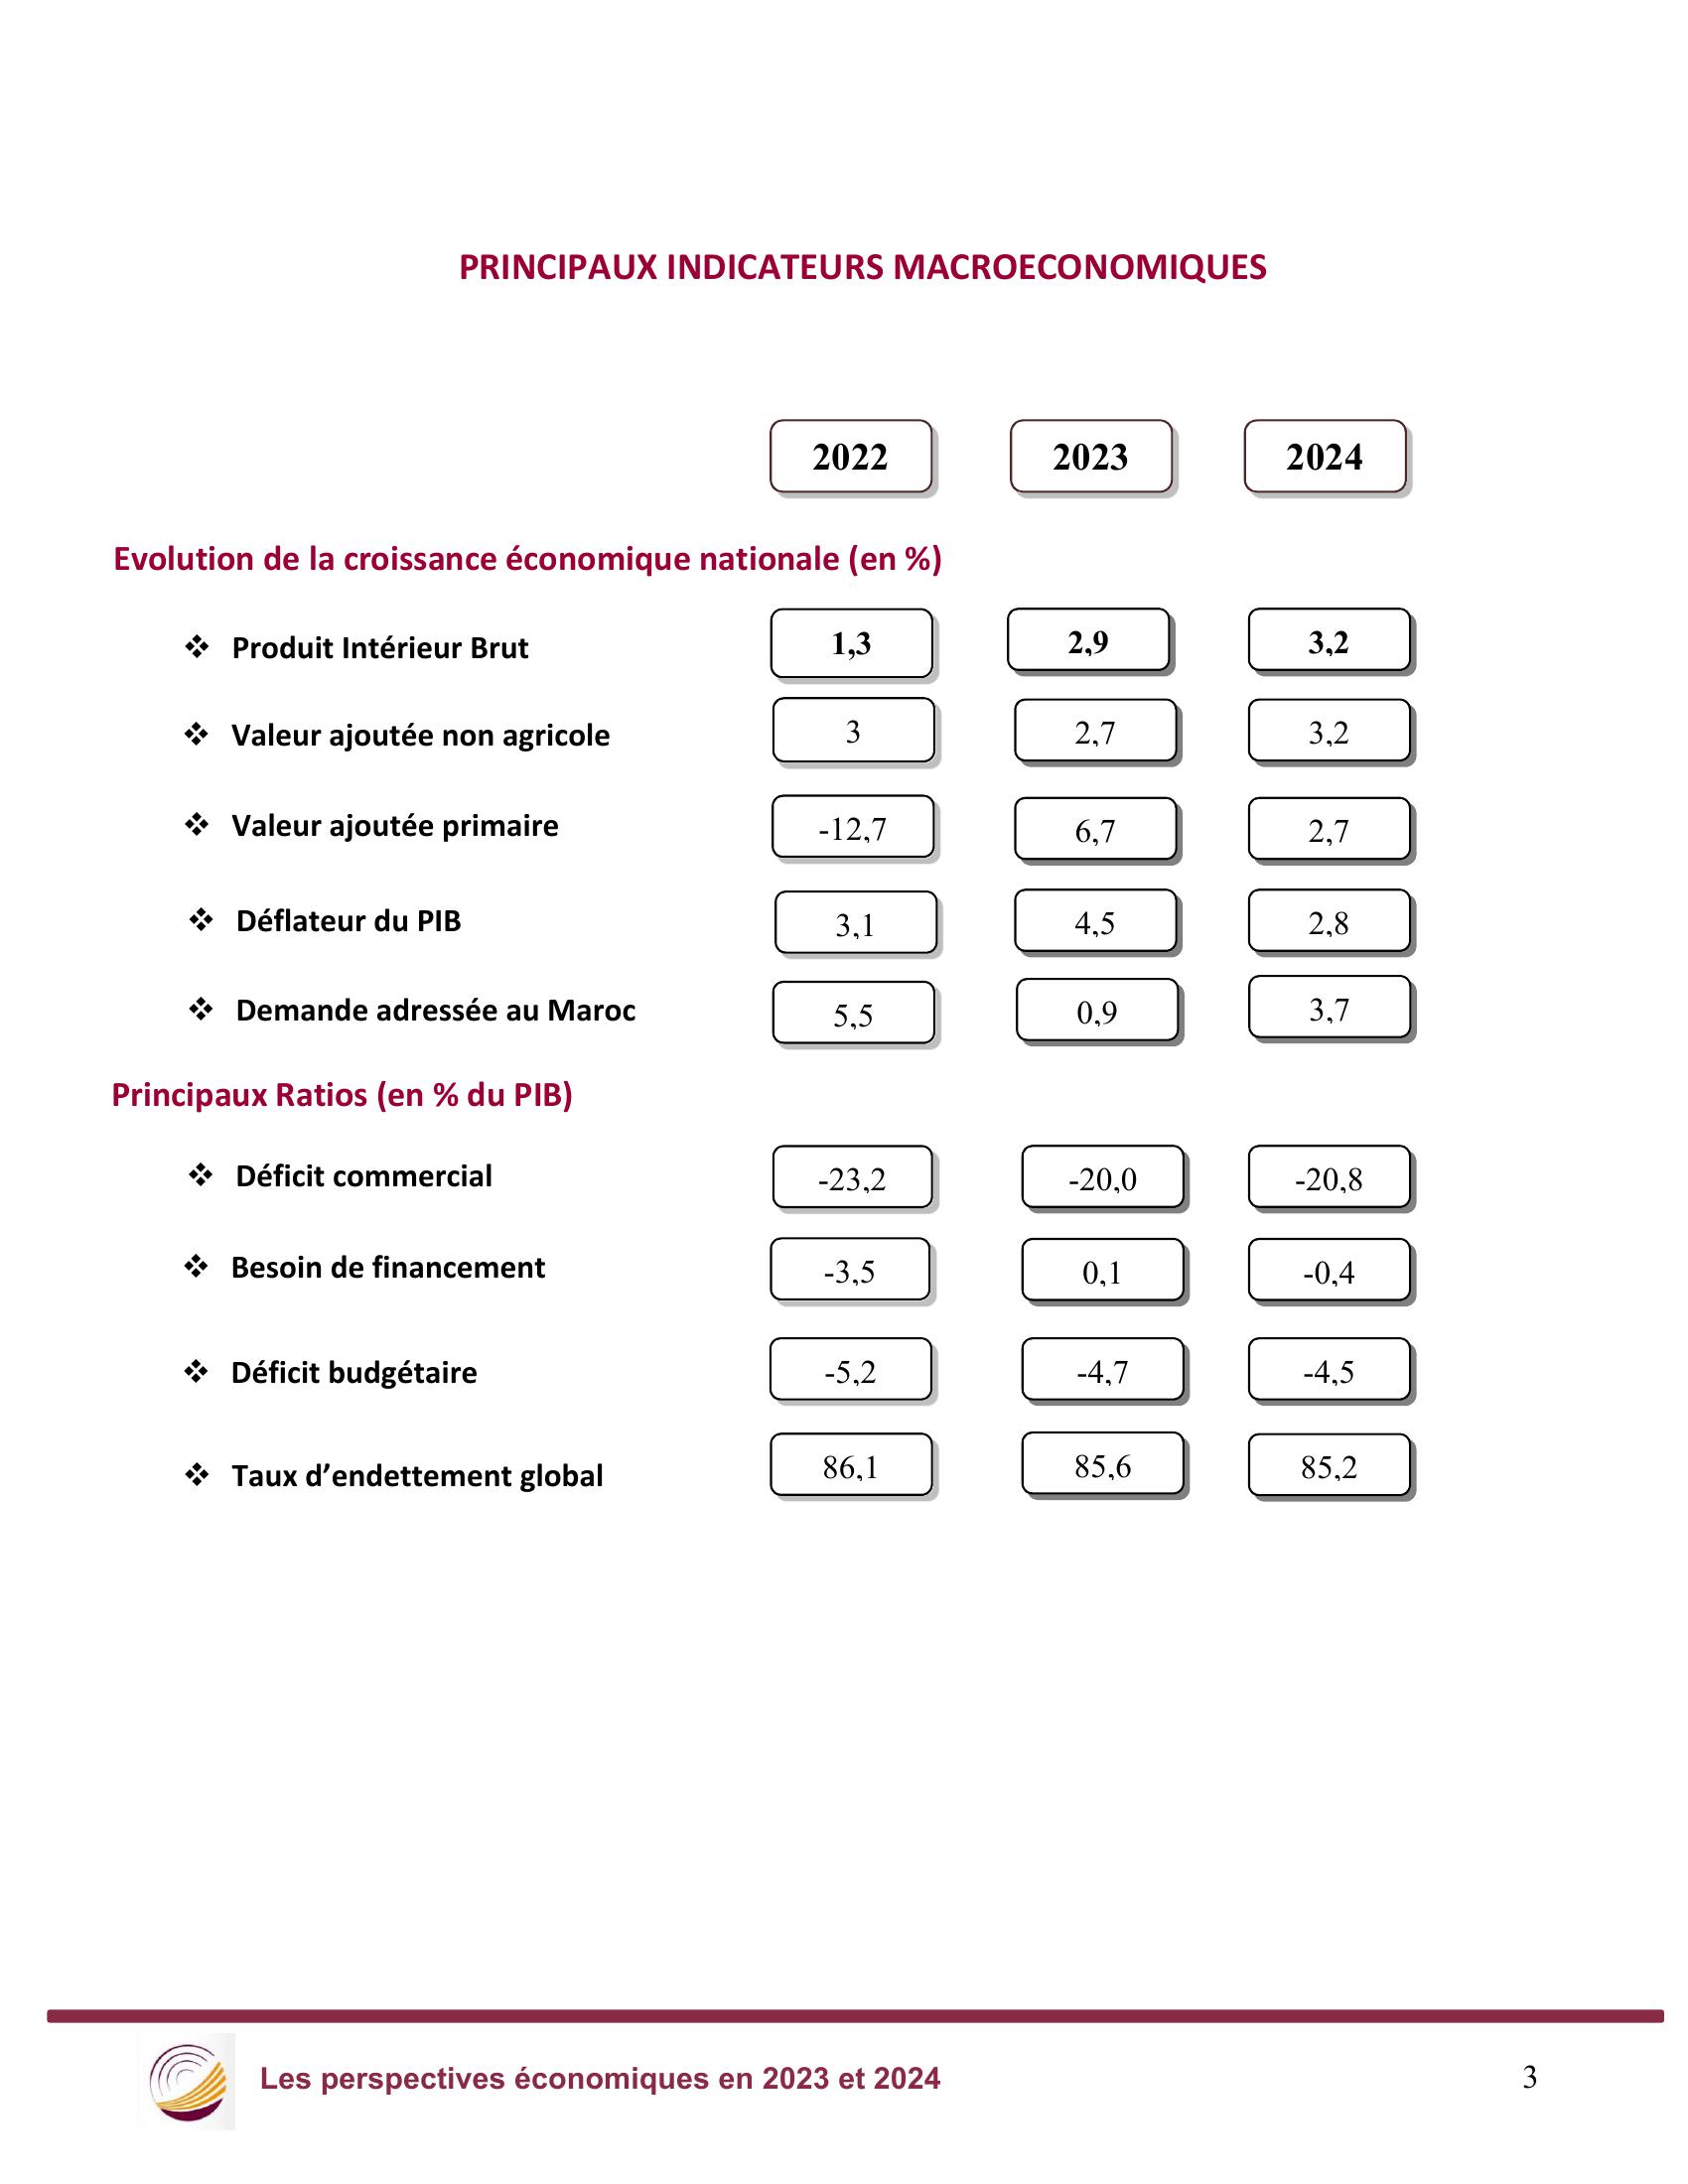 PRINCIPAUX INDICATEURS MACROECONOMIQUES
2022 2023 2024
Evolution de la croissance économique nationale (en %)
❖ Produit Intérieur Brut 1,3 2,9 3,2
❖ Valeur ajoutée non agricole 3 2,7 3,2
❖ Valeur ajoutée primaire -12,7 6,7 2,7
❖ Déflateur du PIB 3,1 4,5 2,8
❖ Demande adressée au Maroc 5,5 0,9 3,7
Principaux Ratios (en % du PIB)
❖ Déficit commercial -23,2 -20,0 -20,8
❖ Besoin de financement -3,5 0,1 -0,4
❖ Déficit budgétaire -5,2 -4,7 -4,5
❖ Taux d’endettement global 86,1 85,6 85,2
Les perspectives économiques en 2023 et 2024 3